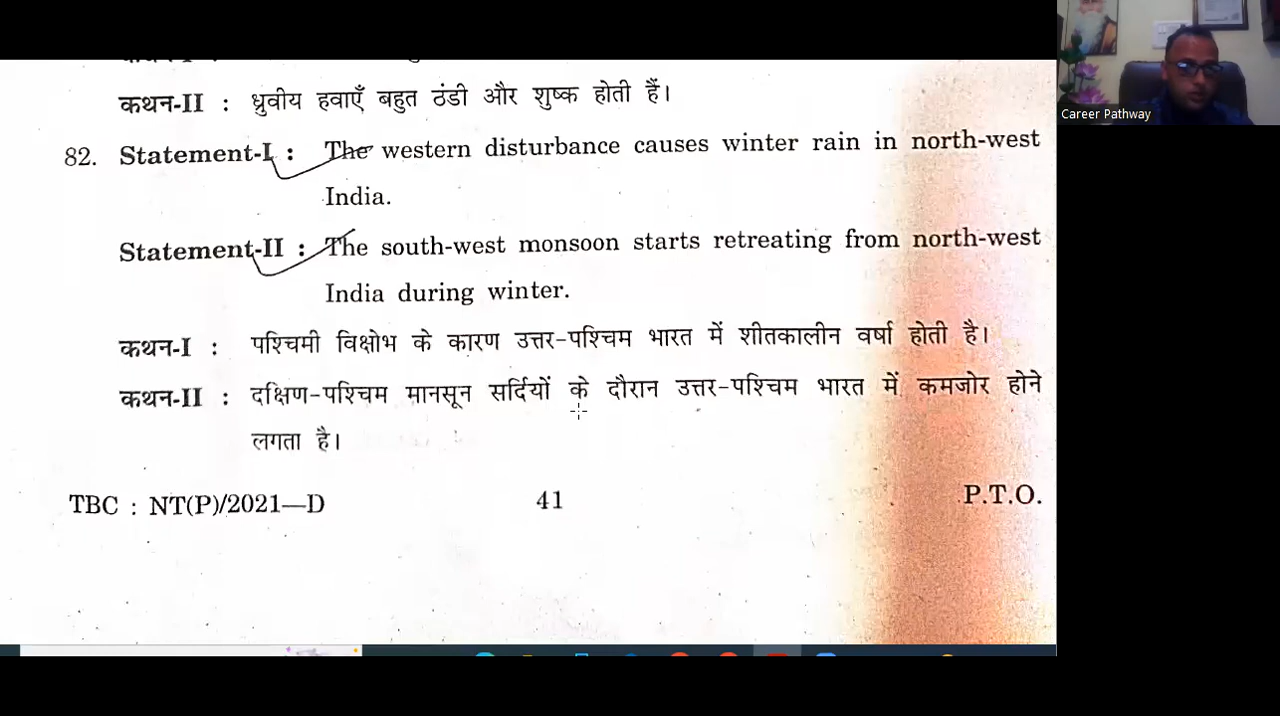 कथन-II : ध्रुवीय हवाएँ बहुत ठंडी और शुष्क होती हैं।
Career Pathway
82. Statement-I : The western disturbance causes winter rain in north-west
India.
Statement-II : The south-west monsoon starts retreating from north-west
India during winter.
कथन-I : पश्चिमी विक्षोभ के कारण उत्तर-पश्चिम भारत में शीतकालीन वर्षा होती है।
कथन-II : दक्षिण-पश्चिम मानसून सर्दियों के दौरान उत्तर-पश्चिम भारत में कमजोर होने
लगता है।
TBC : NT(P)/2021—D 41 P.T.O.